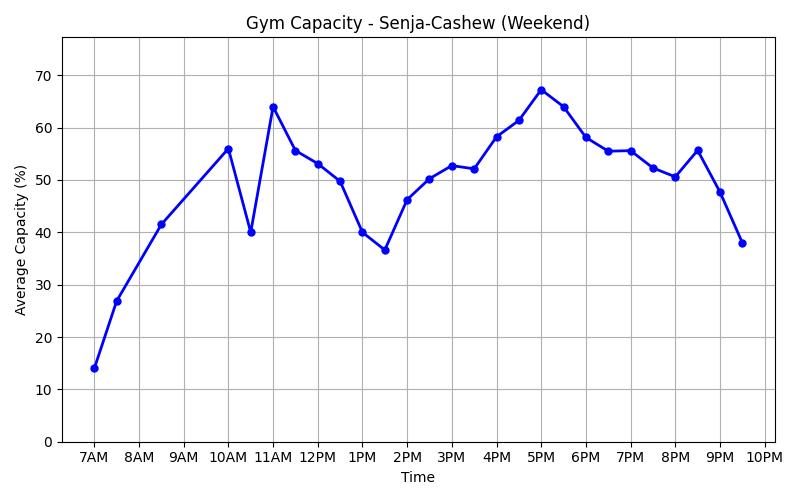 Gym Capacity - Senja-Cashew (Weekend)
Average Capacity (%)
70
60
50
40
30
20
10
0
7AM 8AM 9AM 10AM 11AM 12PM 1PM 2PM 3PM 4PM 5PM 6PM 7PM 8PM 9PM 10PM
Time